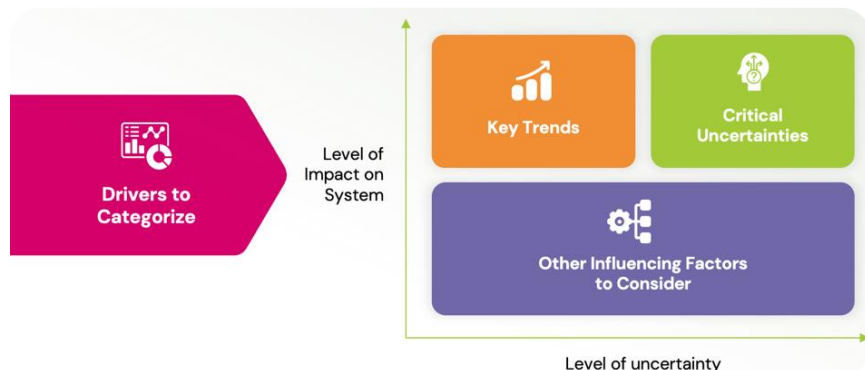 Drivers to
Categorize
Level of
Impact on
System
Key Trends
Critical
Uncertainties
Other Influencing Factors
to Consider
Level of uncertainty